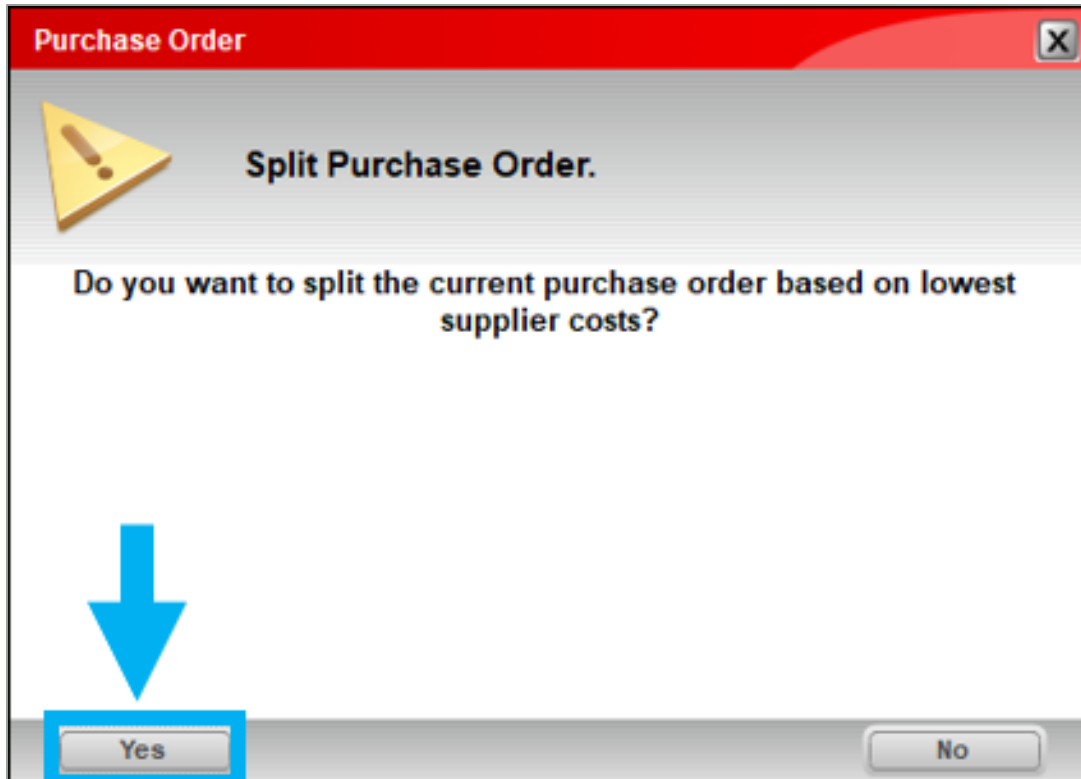 Purchase Order
X
Split Purchase Order.
Do you want to split the current purchase order based on lowest
supplier costs?
Yes
No